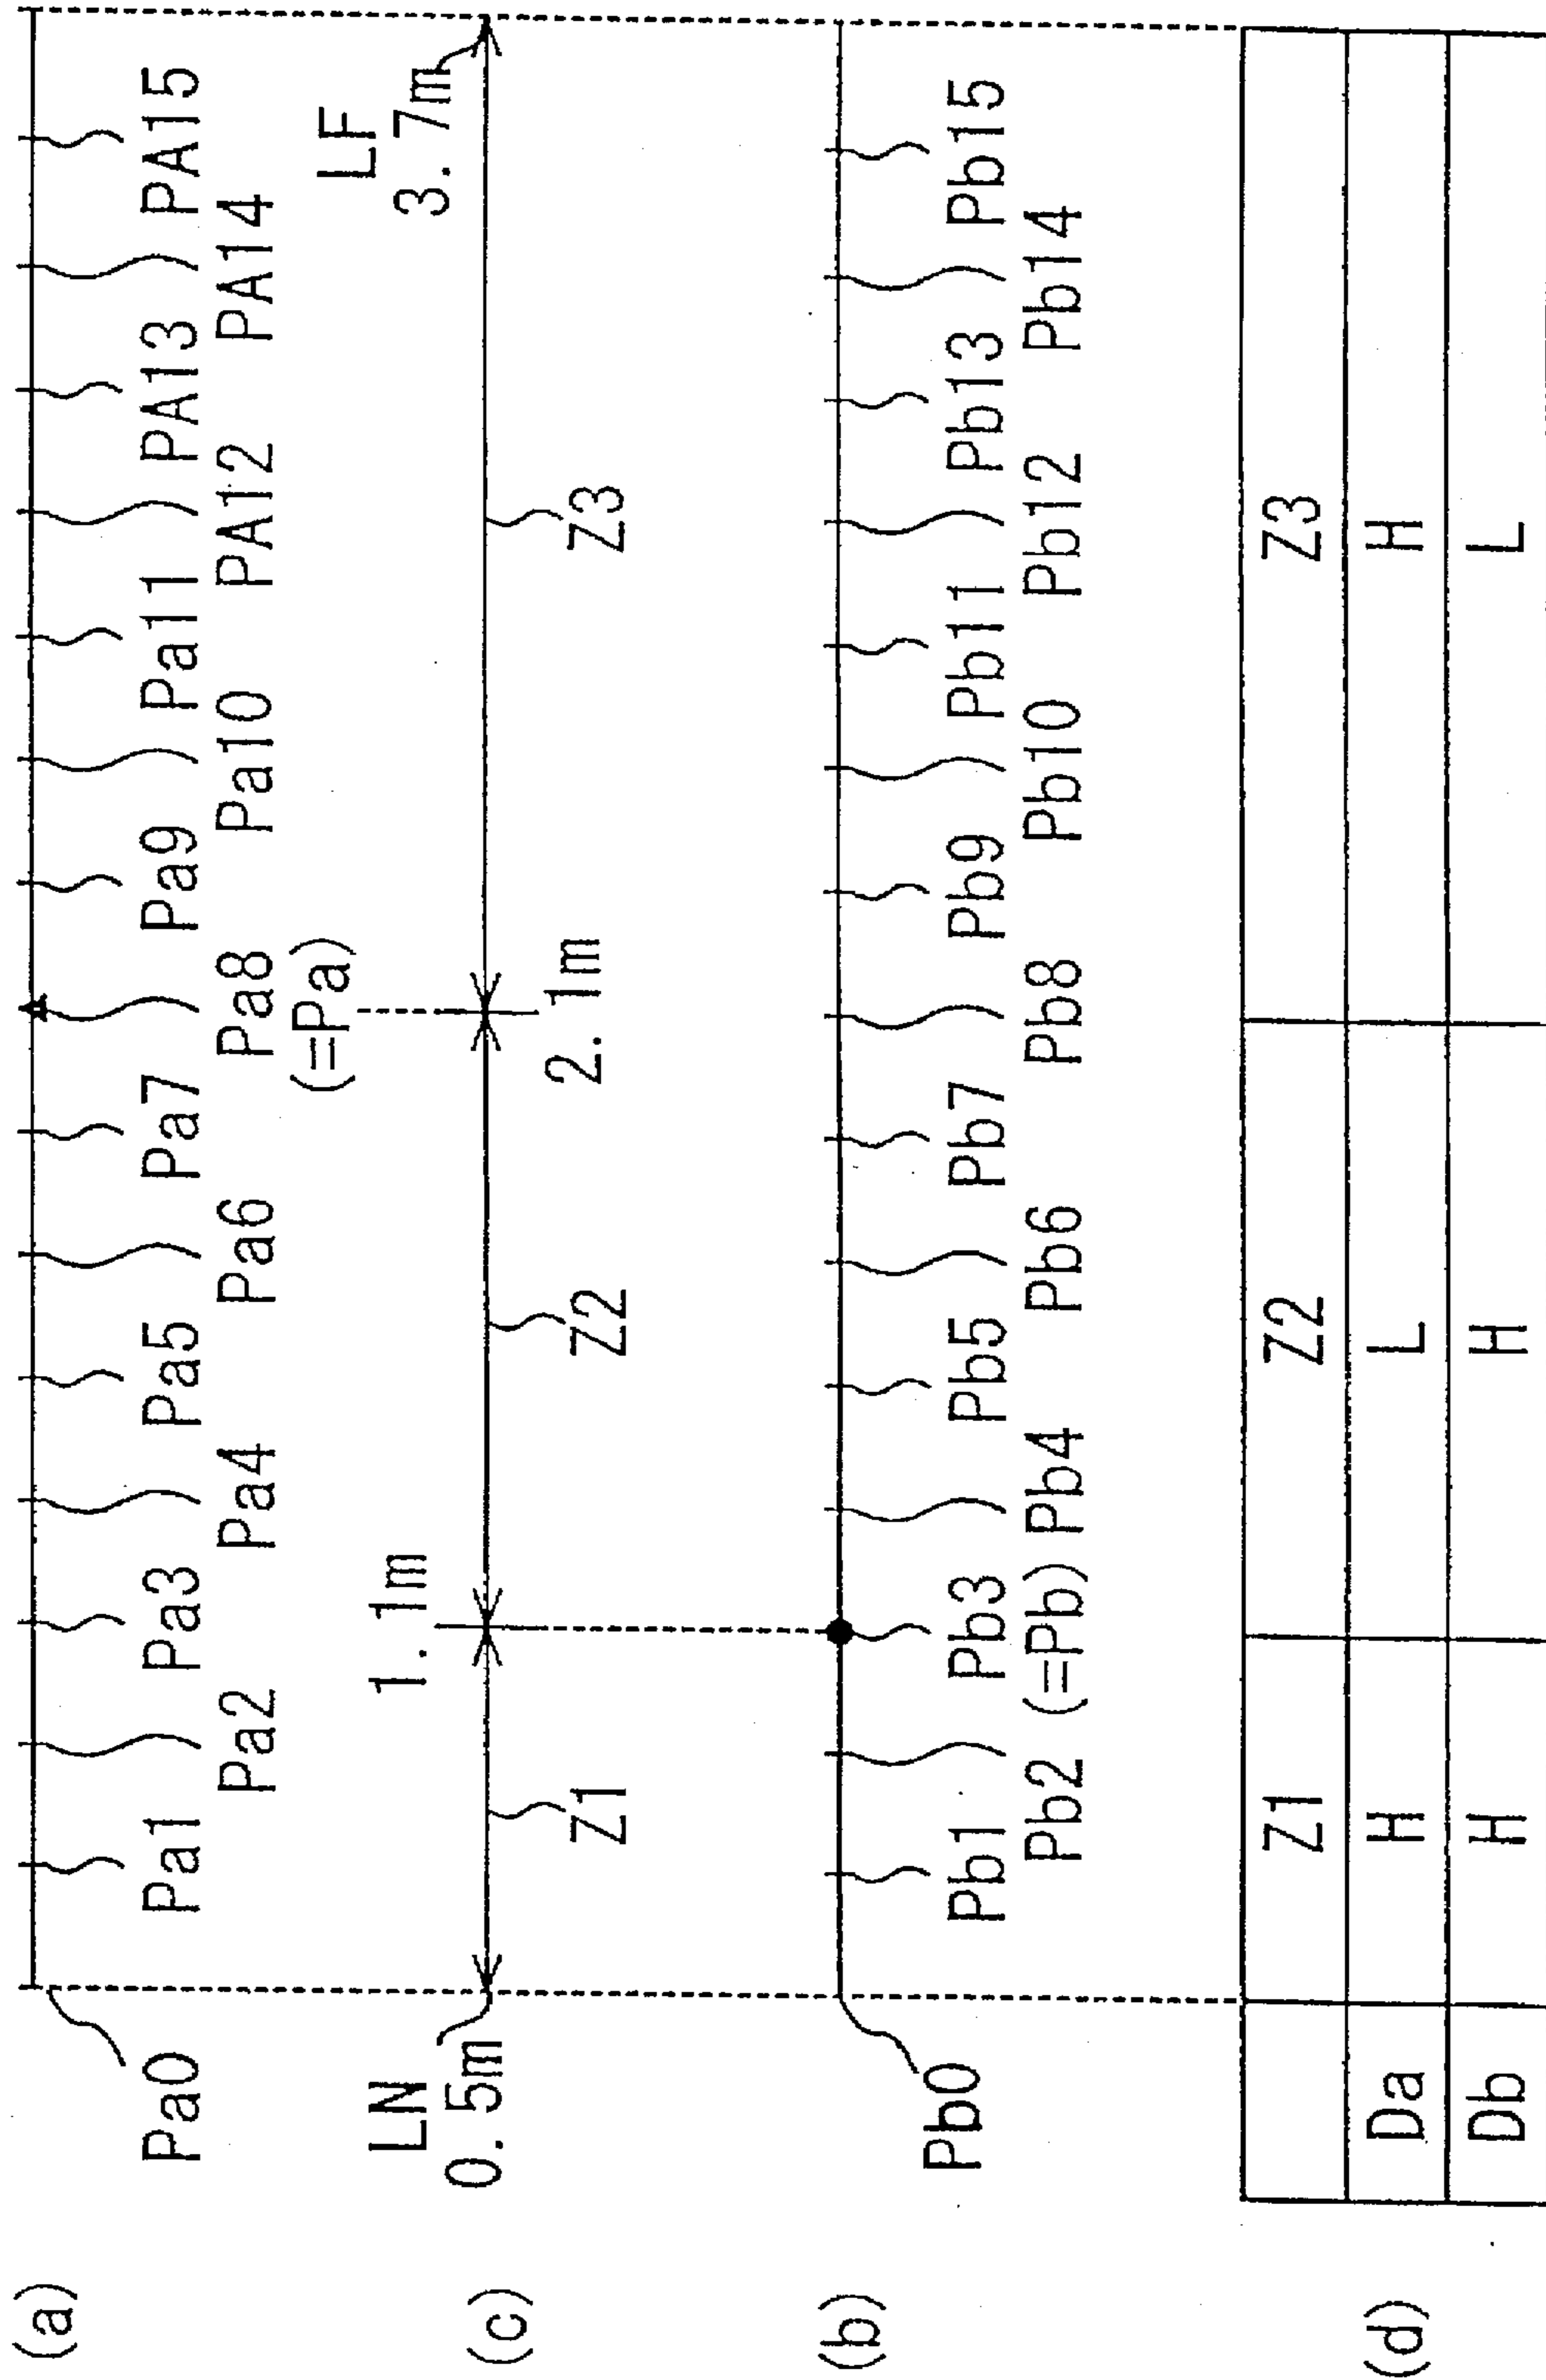 (a)
Pa0
Pa1
Pa2
Pa3
Pa4
Pa5
Pa6
Pa7
Pa8
(=Pa)
Pa9
Pa10
Pa11
PA12
PA13
PA14
PA15
(c)
LN
0.5m
Z1
1.1m
Z2
2.1m
Z3
LF
3.7m
(b)
Pb0
Pb1
Pb2
Pb3
(=Pb)
Pb4
Pb5
Pb6
Pb7
Pb8
Pb9
Pb10
Pb11
Pb12
Pb13
Pb14
Pb15
(d)
Z1 Z2 Z3
Da H L H
Db H H L